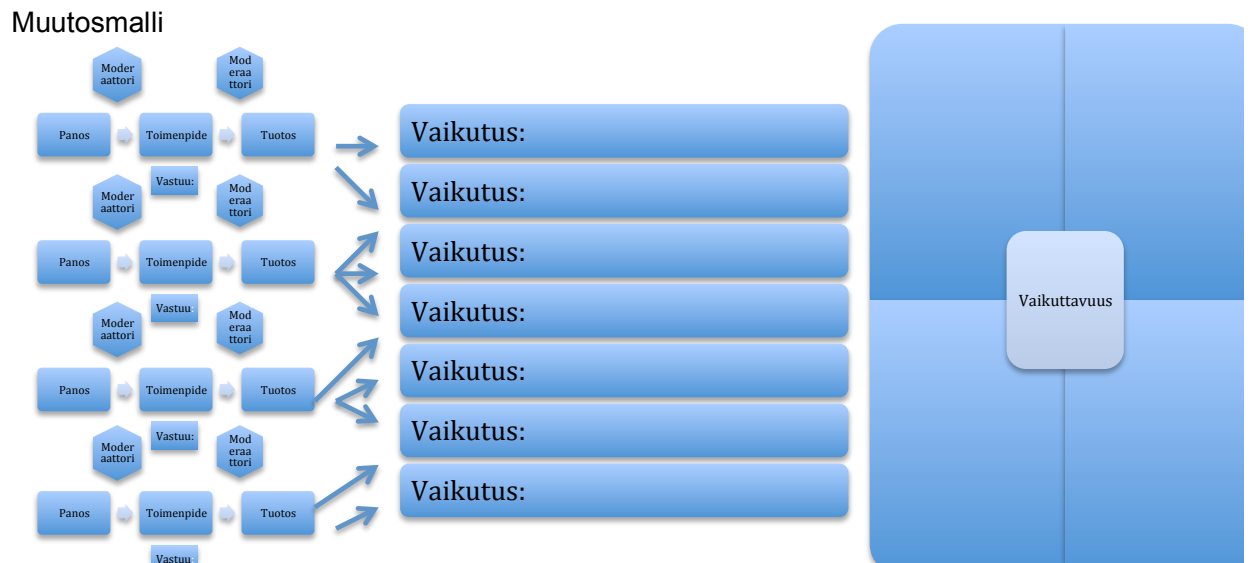 Muutosmalli
Moder
aattori
Mod
eraa
ttori
Panos
Toimenpide
Tuotos
Vastuu:
Moder
aattori
Mod
eraa
ttori
Panos
Toimenpide
Tuotos
Vastuu:
Moder
aattori
Mod
eraa
ttori
Panos
Toimenpide
Tuotos
Vastuu:
Moder
aattori
Mod
eraa
ttori
Panos
Toimenpide
Tuotos
Vastuu:
Vaikutus:
Vaikutus:
Vaikutus:
Vaikutus:
Vaikutus:
Vaikutus:
Vaikutus:
Vaikuttavuus